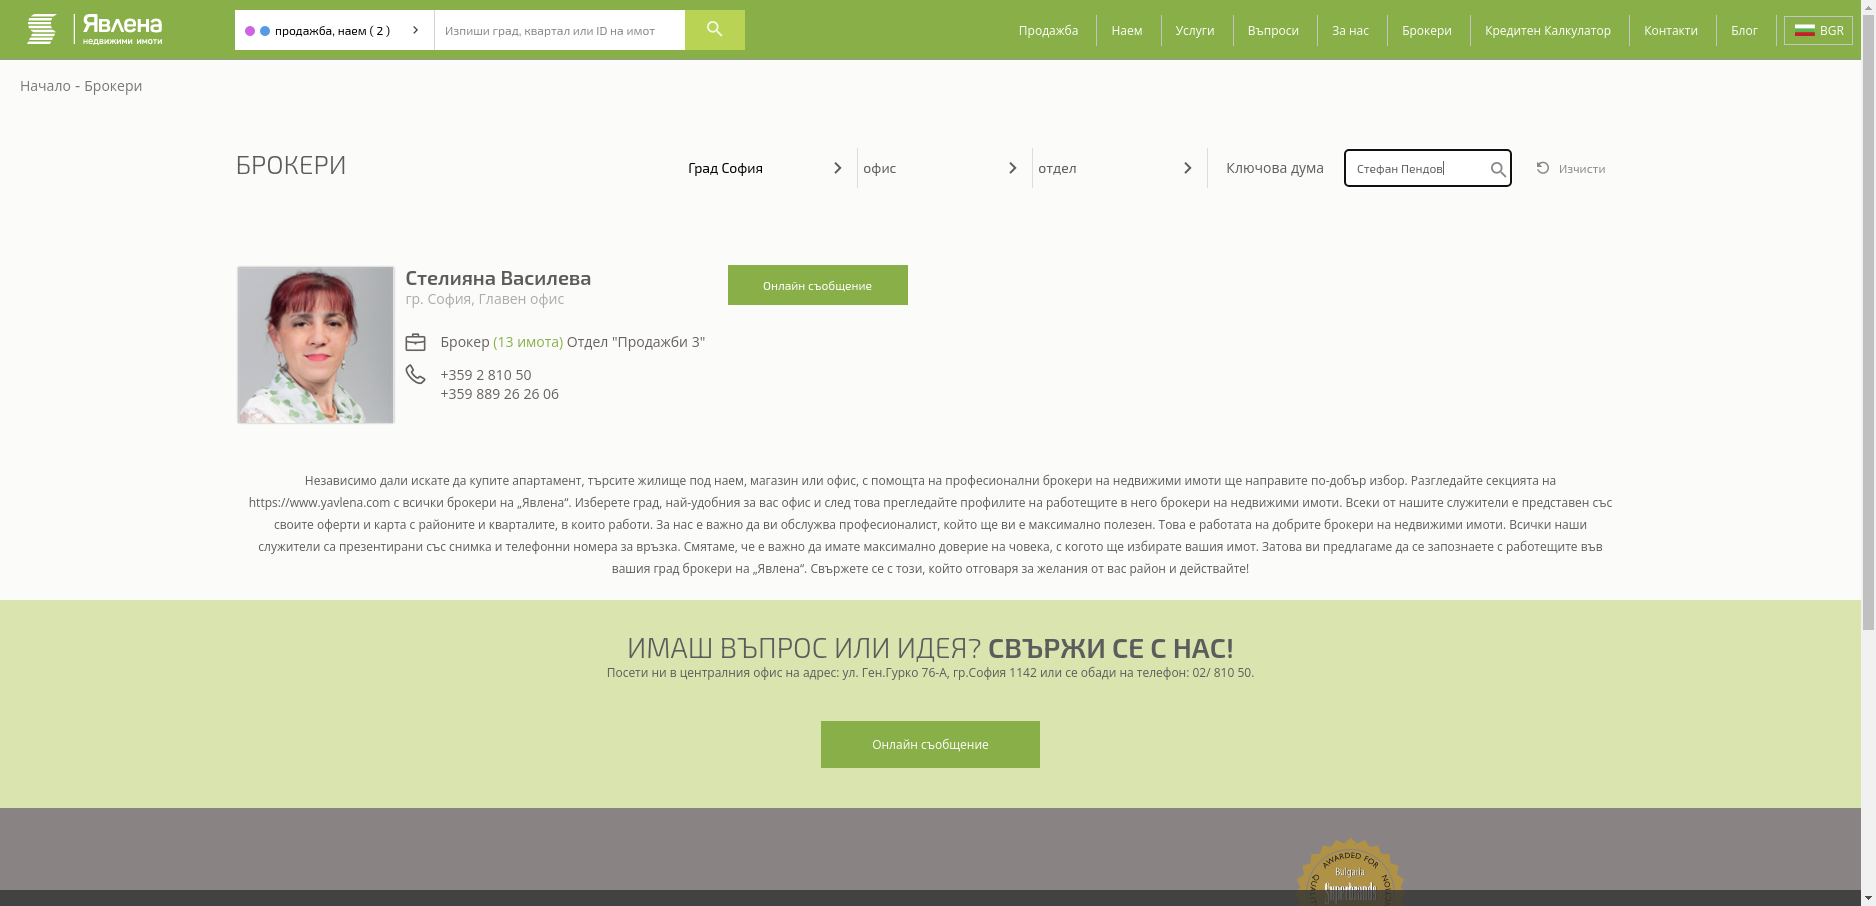 Явлена
недвижими имоти
продажба, наем ( 2 )
Изпиши град, квартал или ID на имот
Продажба
Наем
Услуги
Въпроси
За нас
Брокери
Кредитен Калкулатор
Контакти
Блог
BGR
Начало - Брокери
БРОКЕРИ
Град София
офис
отдел
Ключова дума
Стефан Пендов
Изчисти
Стелияна Василева
гр. София, Главен офис
Онлайн съобщение
Брокер (13 имота) Отдел "Продажби 3"
+359 2 810 50
+359 889 26 26 06
Независимо дали искате да купите апартамент, търсите жилище под наем, магазин или офис, с помощта на професионални брокери на недвижими имоти ще направите по-добър избор. Разгледайте секцията на
https://www.yavlena.com с всички брокери на „Явлена“. Изберете град, най-удобния за вас офис и след това прегледайте профилите на работещите в него брокери на недвижими имоти. Всеки от нашите служители е представен със
своите оферти и карта с районите и кварталите, в които работи. За нас е важно да ви обслужва професионалист, който ще ви е максимално полезен. Това е работата на добрите брокери на недвижими имоти. Всички наши
служители са презентирани със снимка и телефонни номера за връзка. Смятаме, че е важно да имате максимално доверие на човека, с когото ще избирате вашия имот. Затова ви предлагаме да се запознаете с работещите във
вашия град брокери на „Явлена“. Свържете се с този, който отговаря за желания от вас район и действайте!
ИМАШ ВЪПРОС ИЛИ ИДЕЯ? СВЪРЖИ СЕ С НАС!
Посети ни в централния офис на адрес: ул. Ген.Гурко 76-А, гр.София 1142 или се обади на телефон: 02/ 810 50.
Онлайн съобщение
AWARDED FOR
Bulgaria
Superbrands